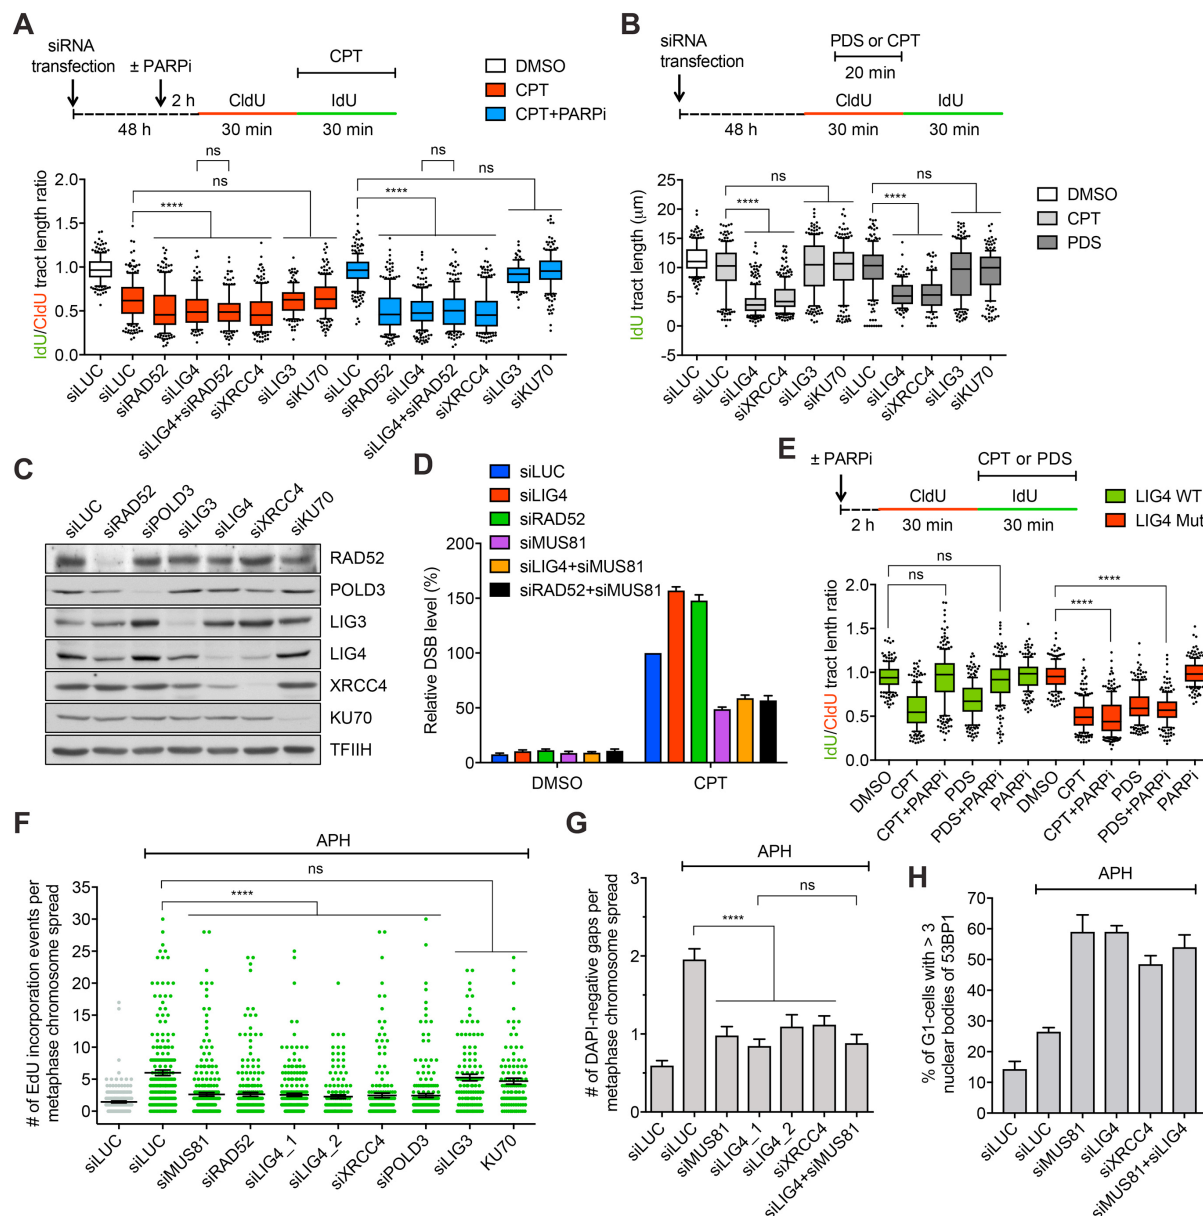 A
siRNA
transfection
± PARPi
2 h
48 h
CPT
CldU
IdU
30 min
30 min
DMSO
CPT
CPT+PARPi
IdU/CldU tract length ratio
2.0
1.5
1.0
0.5
0.0
ns
ns
****
ns
ns
****
siLUC
siLUC
siRAD52
siLIG4
siLIG4+siRAD52
siXRCC4
siLIG3
siKU70
siLUC
siRAD52
siLIG4
siLIG4+siRAD52
siXRCC4
siLIG3
siKU70
B
siRNA
transfection
PDS or CPT
20 min
CldU
IdU
48 h
30 min
30 min
DMSO
CPT
PDS
IdU tract length (μm)
25
20
15
10
5
0
-5
ns
****
ns
****
siLUC
siLUC
siLIG4
siXRCC4
siLIG3
siKU70
siLUC
siLIG4
siXRCC4
siLIG3
siKU70
C
siLUC
siRAD52
siPOLD3
siLIG3
siLIG4
siXRCC4
siKU70
RAD52
POLD3
LIG3
LIG4
XRCC4
KU70
TFIIH
D
siLUC
siLIG4
siRAD52
siMUS81
siLIG4+siMUS81
siRAD52+siMUS81
Relative DSB level (%)
200
150
100
50
0
DMSO
CPT
E
± PARPi
2 h
CPT or PDS
CldU
IdU
30 min
30 min
LIG4 WT
LIG4 Mut
IdU/CldU tract lenth ratio
2.0
1.5
1.0
0.5
0.0
ns
ns
****
****
DMSO
CPT
CPT+PARPi
PDS
PDS+PARPi
PARPi
DMSO
CPT
CPT+PARPi
PDS
PDS+PARPi
PARPi
F
APH
ns
****
# of EdU incorporation events per
metaphase chromosome spread
35
30
25
20
15
10
5
0
siLUC
siLUC
siMUS81
siRAD52
siLIG4_1
siLIG4_2
siXRCC4
siPOLD3
siLIG3
KU70
G
APH
ns
****
# of DAPI-negative gaps per
metaphase chromosome spread
3
2
1
0
siLUC
siLUC
siMUS81
siLIG4_1
siLIG4_2
siXRCC4
siLIG4+siMUS81
H
APH
% of G1-cells with > 3
nuclear bodies of 53BP1
70
60
50
40
30
20
10
0
siLUC
siLUC
siMUS81
siLIG4
siXRCC4
siMUS81+siLIG4